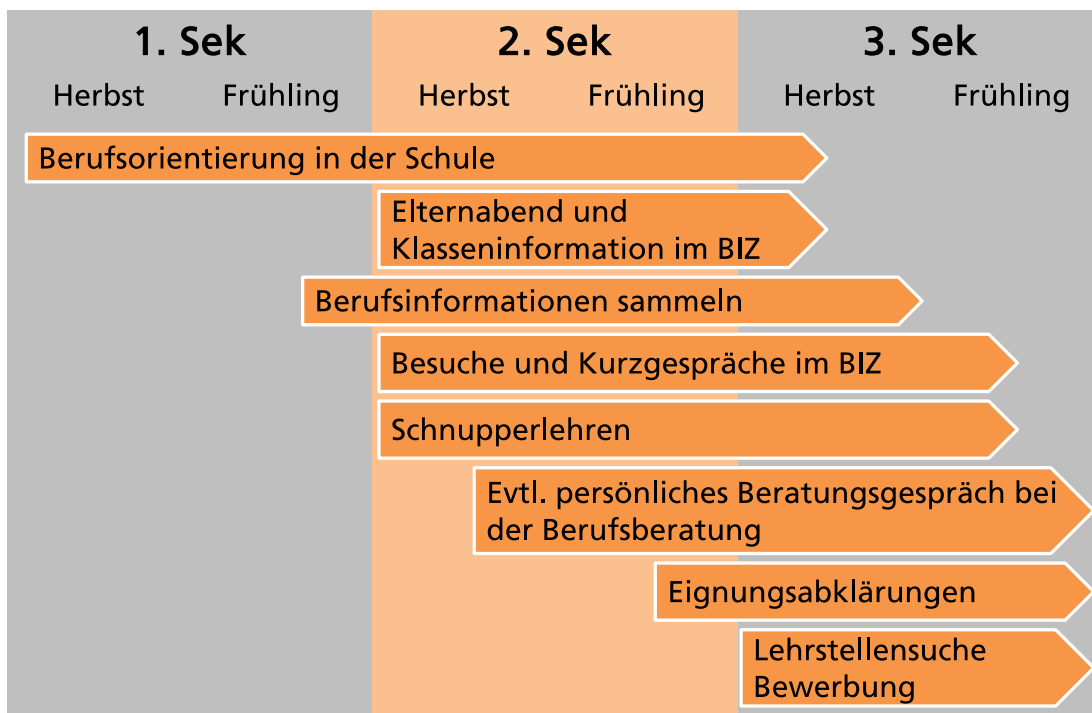 1. Sek 2. Sek 3. Sek
Herbst Frühling Herbst Frühling Herbst Frühling
Berufsorientierung in der Schule
Elternabend und
Klasseninformation im BIZ
Berufsinformationen sammeln
Besuche und Kurzgespräche im BIZ
Schnupperlehren
Evtl. persönliches Beratungsgespräch bei
der Berufsberatung
Eignungsabklärungen
Lehrstellensuche
Bewerbung